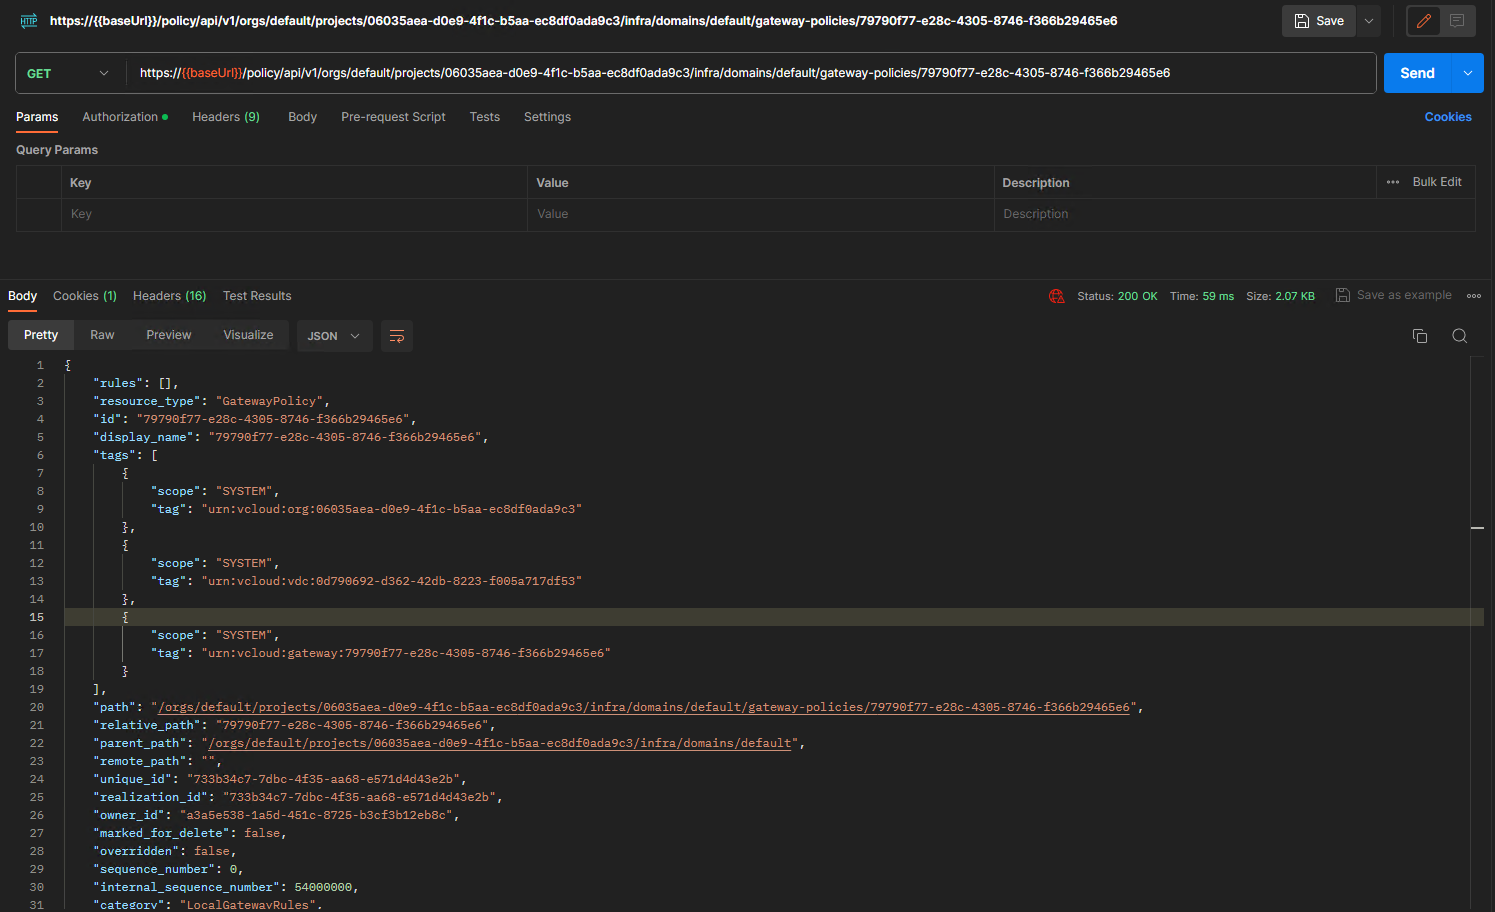 HTTP https://{{baseUrl}}/policy/api/v1/orgs/default/projects/06035aea-d0e9-4f1c-b5aa-ec8df0ada9c3/infra/domains/default/gateway-policies/79790f77-e28c-4305-8746-f366b29465e6 Save
GET https://{{baseUrl}}/policy/api/v1/orgs/default/projects/06035aea-d0e9-4f1c-b5aa-ec8df0ada9c3/infra/domains/default/gateway-policies/79790f77-e28c-4305-8746-f366b29465e6 Send
Params Authorization Headers (9) Body Pre-request Script Tests Settings Cookies
Query Params
Key Value Description Bulk Edit
Key Value Description
Body Cookies (1) Headers (16) Test Results Status: 200 OK Time: 59 ms Size: 2.07 KB Save as example
Pretty Raw Preview Visualize JSON
1 {
2 "rules": [],
3 "resource_type": "GatewayPolicy",
4 "id": "79790f77-e28c-4305-8746-f366b29465e6",
5 "display_name": "79790f77-e28c-4305-8746-f366b29465e6",
6 "tags": [
7 {
8 "scope": "SYSTEM",
9 "tag": "urn:vcloud:org:06035aea-d0e9-4f1c-b5aa-ec8df0ada9c3"
10 },
11 {
12 "scope": "SYSTEM",
13 "tag": "urn:vcloud:vdc:0d790692-d362-42db-8223-f005a717df53"
14 },
15 {
16 "scope": "SYSTEM",
17 "tag": "urn:vcloud:gateway:79790f77-e28c-4305-8746-f366b29465e6"
18 }
19 ],
20 "path": "/orgs/default/projects/06035aea-d0e9-4f1c-b5aa-ec8df0ada9c3/infra/domains/default/gateway-policies/79790f77-e28c-4305-8746-f366b29465e6",
21 "relative_path": "79790f77-e28c-4305-8746-f366b29465e6",
22 "parent_path": "/orgs/default/projects/06035aea-d0e9-4f1c-b5aa-ec8df0ada9c3/infra/domains/default",
23 "remote_path": "",
24 "unique_id": "733b34c7-7dbc-4f35-aa68-e571d4d43e2b",
25 "realization_id": "733b34c7-7dbc-4f35-aa68-e571d4d43e2b",
26 "owner_id": "a3a5e538-1a5d-451c-8725-b3cf3b12eb8c",
27 "marked_for_delete": false,
28 "overridden": false,
29 "sequence_number": 0,
30 "internal_sequence_number": 54000000,
31 "category": "LocalGatewayRules",